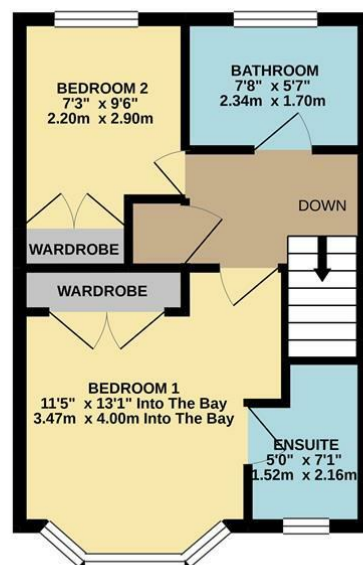 BEDROOM 2
7'3" x 9'6"
2.20m x 2.90m
BATHROOM
7'8" x 5'7"
2.34m x 1.70m
DOWN
WARDROBE
WARDROBE
BEDROOM 1
11'5" x 13'1" Into The Bay
3.47m x 4.00m Into The Bay
ENSUITE
5'0" x 7'1"
1.52m x 2.16m